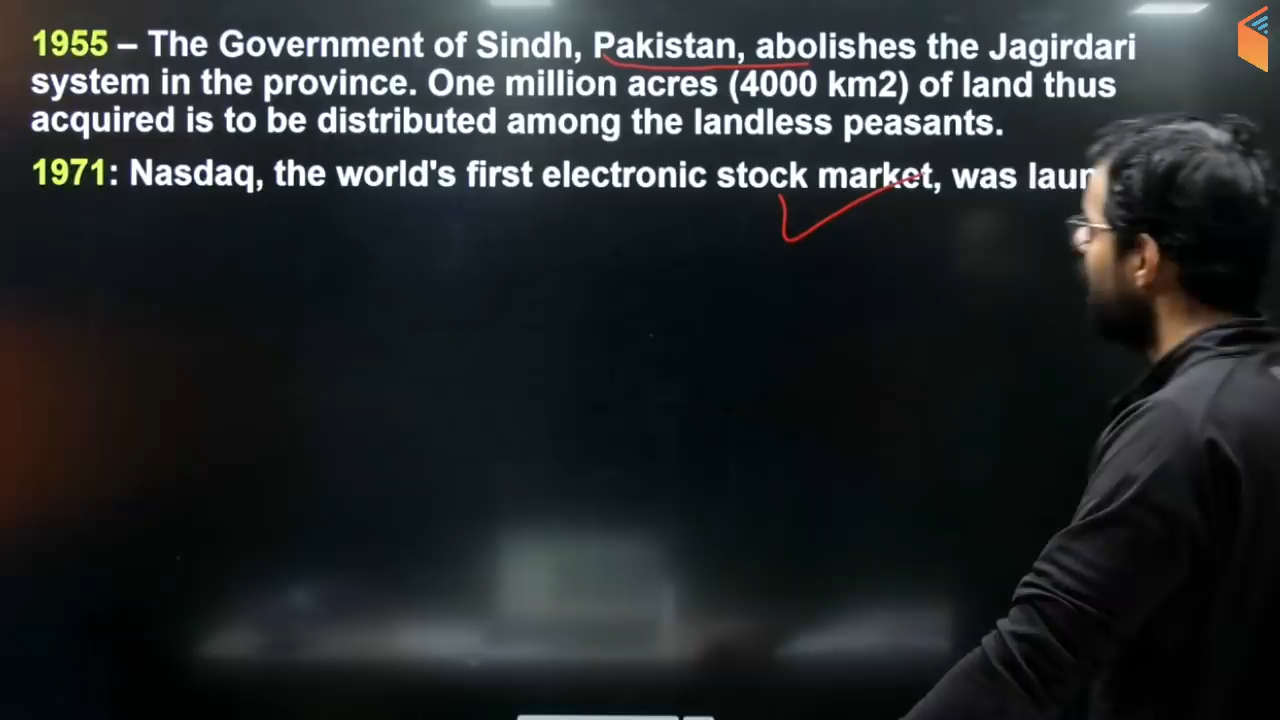 1955 – The Government of Sindh, Pakistan, abolishes the Jagirdari
system in the province. One million acres (4000 km2) of land thus
acquired is to be distributed among the landless peasants.
1971: Nasdaq, the world's first electronic stock market, was